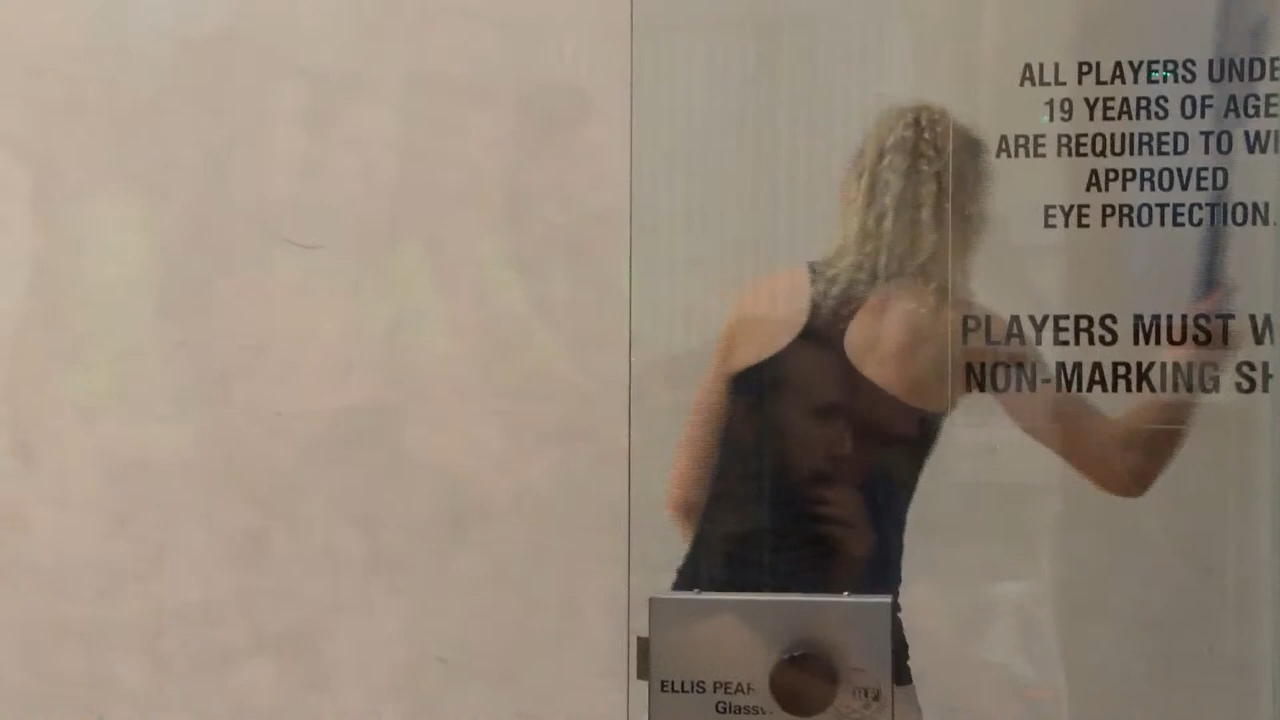 ALL PLAYERS UNDE
19 YEARS OF AGE
ARE REQUIRED TO
APPROVED
EYE PROTECTION.
PLAYERS MUST W
NON-MARKING SH
ELLIS PEAR
Glassw